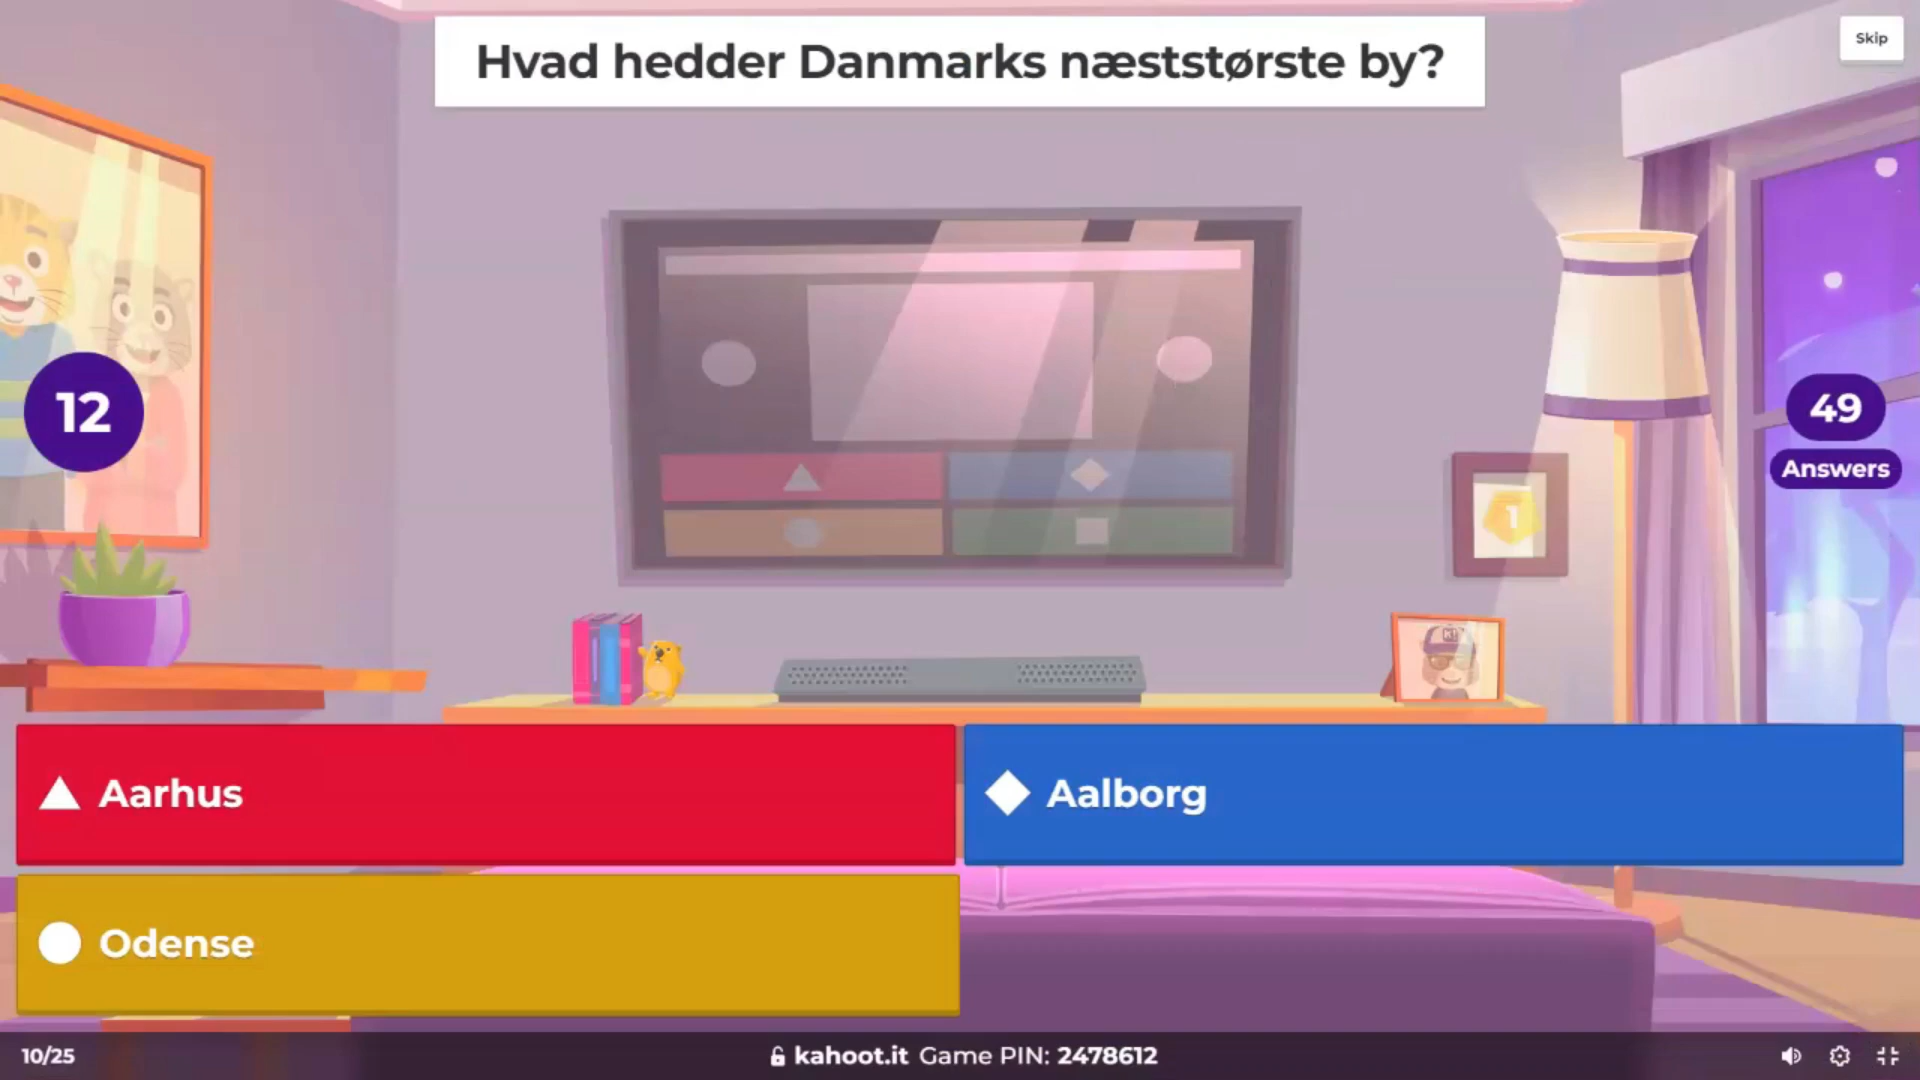 Hvad hedder Danmarks næststørste by?
Skip
12
49
Answers
1
Aarhus
Aalborg
Odense
10/25
kahoot.it Game PIN: 2478612